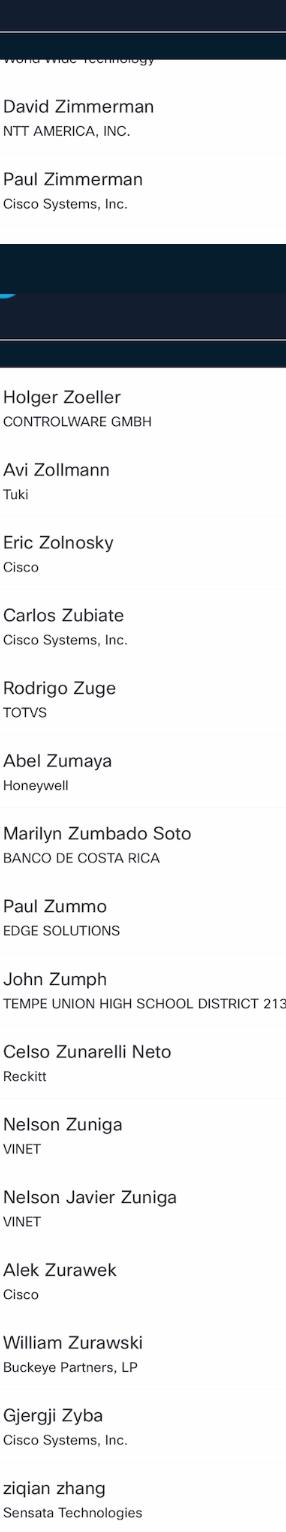 World Wide Technology
David Zimmerman
NTT AMERICA, INC.
Paul Zimmerman
Cisco Systems, Inc.
Holger Zoeller
CONTROLWARE GMBH
Avi Zollmann
Tuki
Eric Zolnosky
Cisco
Carlos Zubiate
Cisco Systems, Inc.
Rodrigo Zuge
TOTVS
Abel Zumaya
Honeywell
Marilyn Zumbado Soto
BANCO DE COSTA RICA
Paul Zummo
EDGE SOLUTIONS
John Zumph
TEMPE UNION HIGH SCHOOL DISTRICT 213
Celso Zunarelli Neto
Reckitt
Nelson Zuniga
VINET
Nelson Javier Zuniga
VINET
Alek Zurawek
Cisco
William Zurawski
Buckeye Partners, LP
Gjergji Zyba
Cisco Systems, Inc.
ziqian zhang
Sensata Technologies